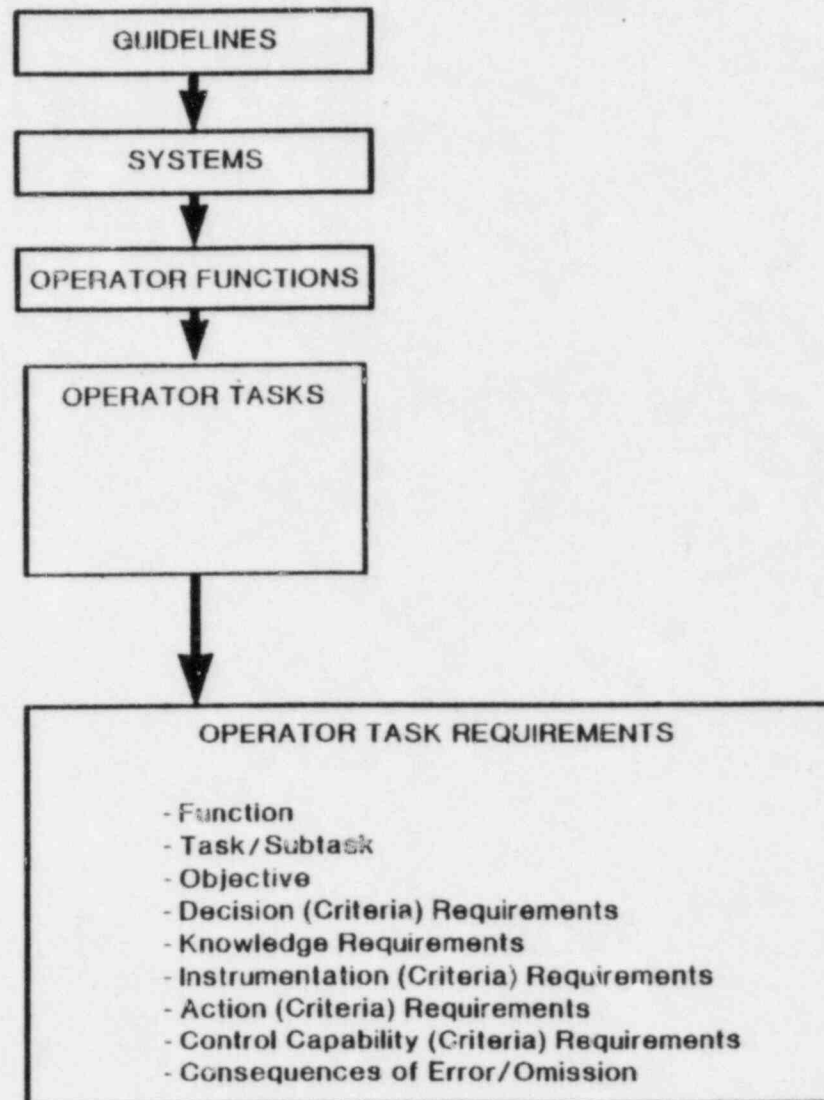 GUIDELINES
SYSTEMS
OPERATOR FUNCTIONS
OPERATOR TASKS
OPERATOR TASK REQUIREMENTS
- Function
- Task/Subtask
- Objective
- Decision (Criteria) Requirements
- Knowledge Requirements
- Instrumentation (Criteria) Requirements
- Action (Criteria) Requirements
- Control Capability (Criteria) Requirements
- Consequences of Error/Omission